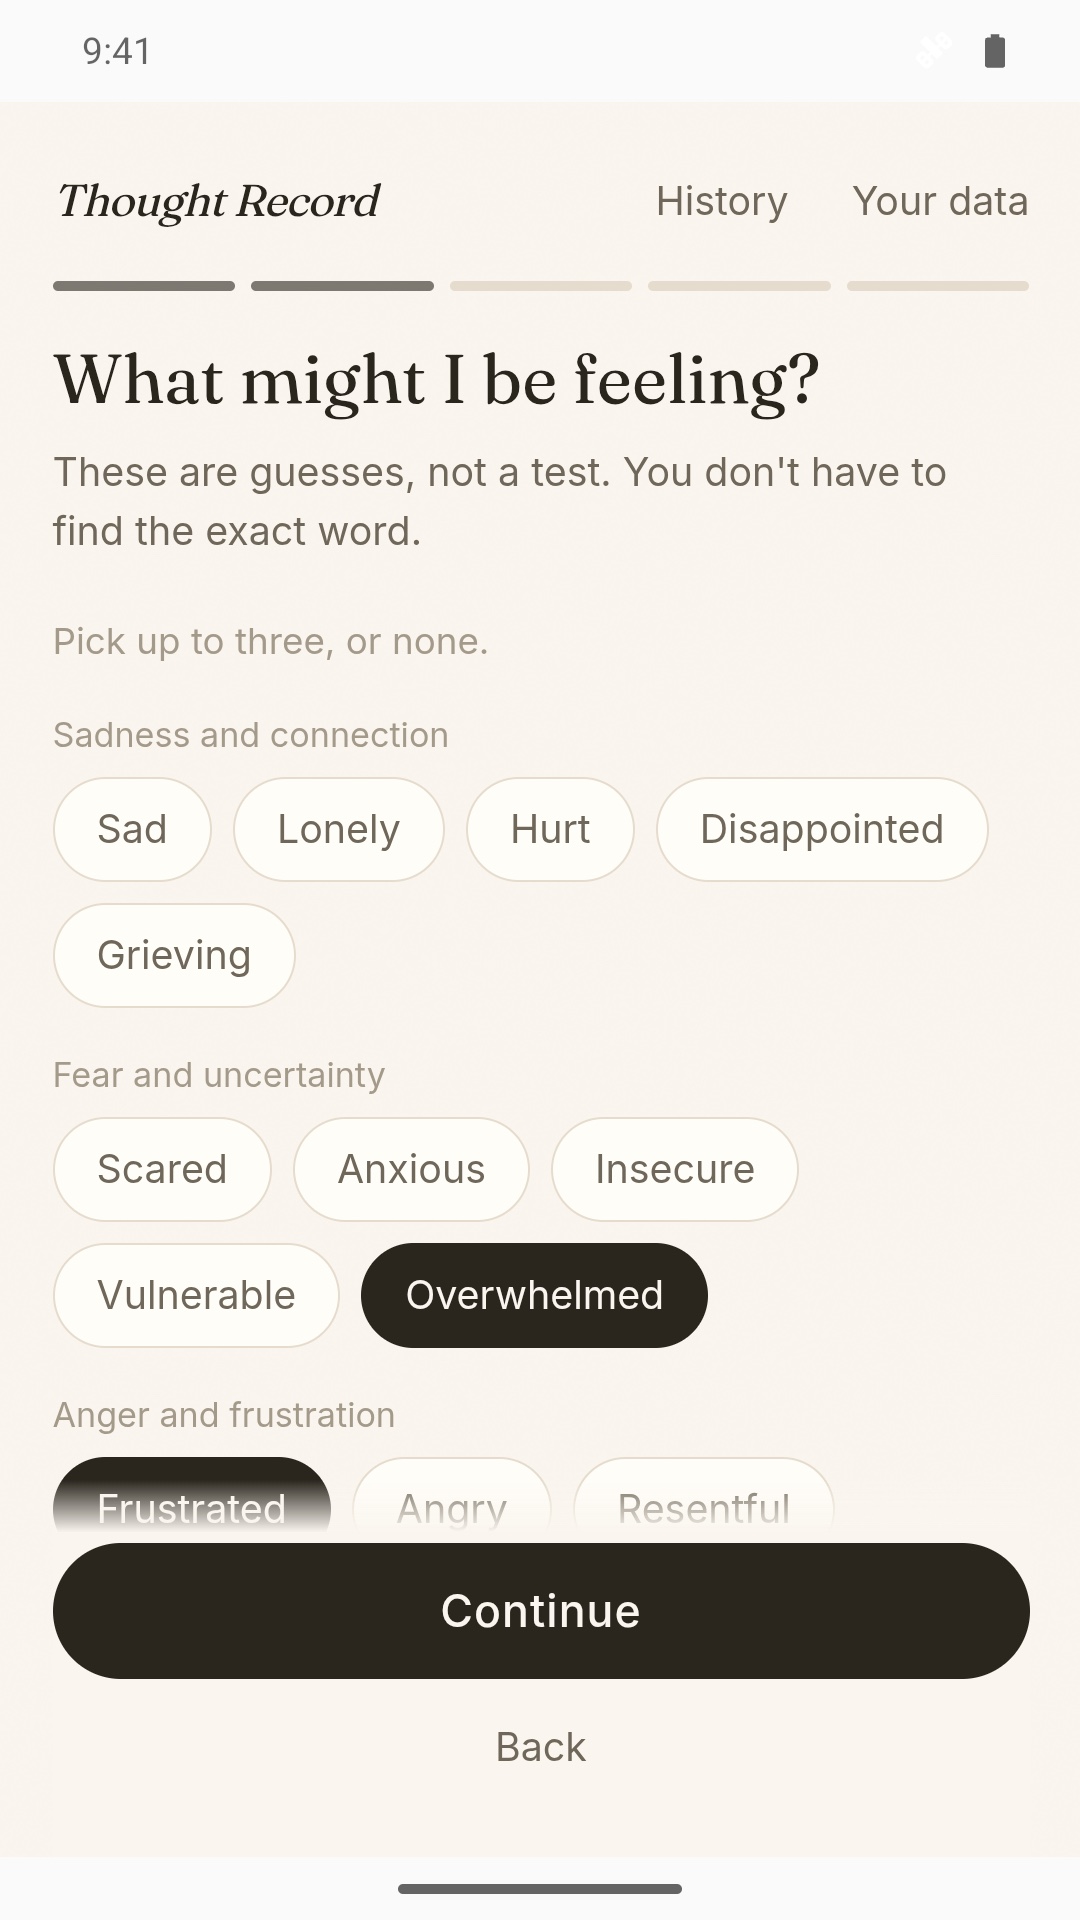 9:41
Thought Record History Your data
What might I be feeling?
These are guesses, not a test. You don't have to
find the exact word.
Pick up to three, or none.
Sadness and connection
Sad Lonely Hurt Disappointed
Grieving
Fear and uncertainty
Scared Anxious Insecure
Vulnerable Overwhelmed
Anger and frustration
Frustrated Angry Resentful
Continue
Back